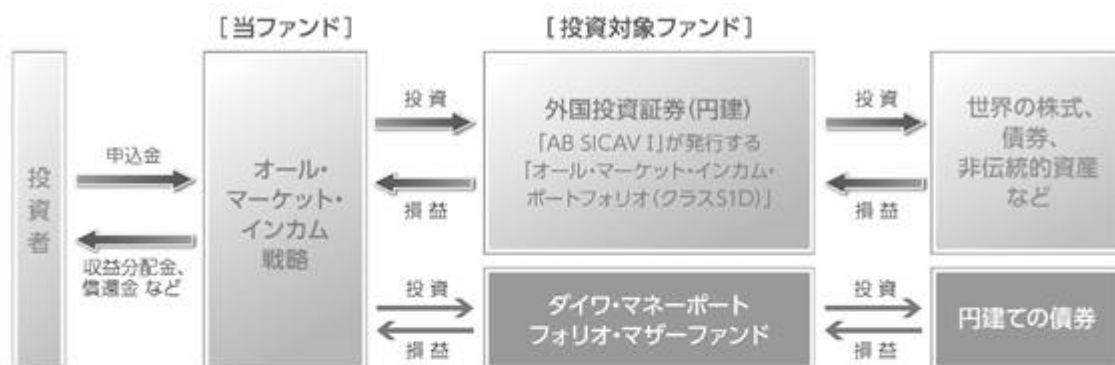 [当ファンド]
[投資対象ファンド]
投資者
申込金
収益分配金、
償還金 など
オール・
マーケット・
インカム
戦略
投資
損益
外国投資証券(円建)
「AB SICAV I」が発行する
「オール・マーケット・インカム・
ポートフォリオ(クラスS1D)」
投資
損益
世界の株式、
債券、
非伝統的資産
など
投資
損益
ダイワ・マネーポート
フォリオ・マザーファンド
投資
損益
円建ての債券